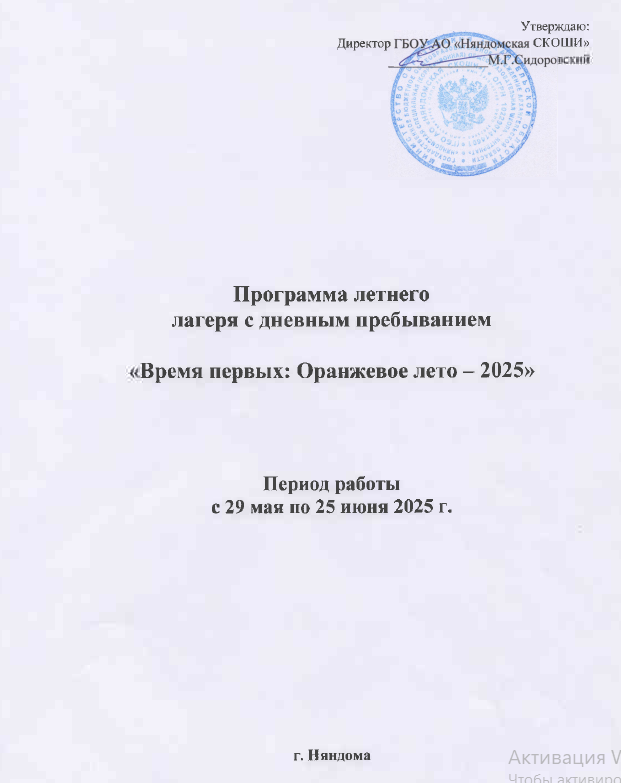 Утверждаю:
Директор ГБОУ АО «Няндомская СКОШИ»
М.Г.Сидоровский
Программа летнего
лагеря с дневным пребыванием
«Время первых: Оранжевое лето – 2025»
Период работы
с 29 мая по 25 июня 2025 г.
г. Няндома
Активация W
Чтобы активиро